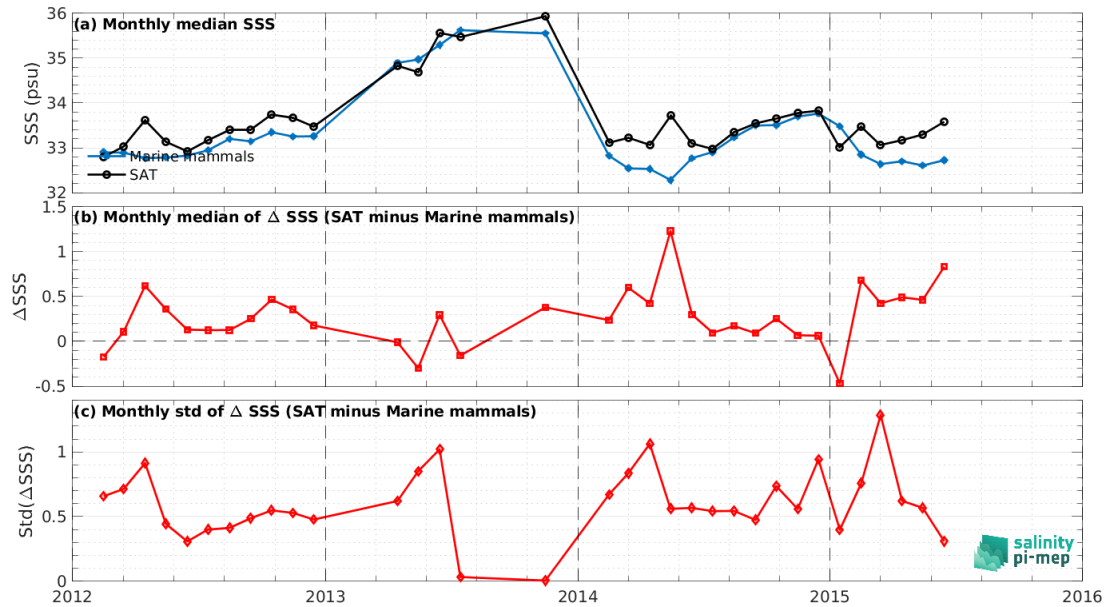 (a) Monthly median SSS
36
35
34
33
32
SSS (psu)
Marine mammals
SAT
(b) Monthly median of Δ SSS (SAT minus Marine mammals)
1.5
1
0.5
0
-0.5
ΔSSS
(c) Monthly std of Δ SSS (SAT minus Marine mammals)
1
0.5
0
Std(ΔSSS)
salinity
pi-mep
2012 2013 2014 2015 2016